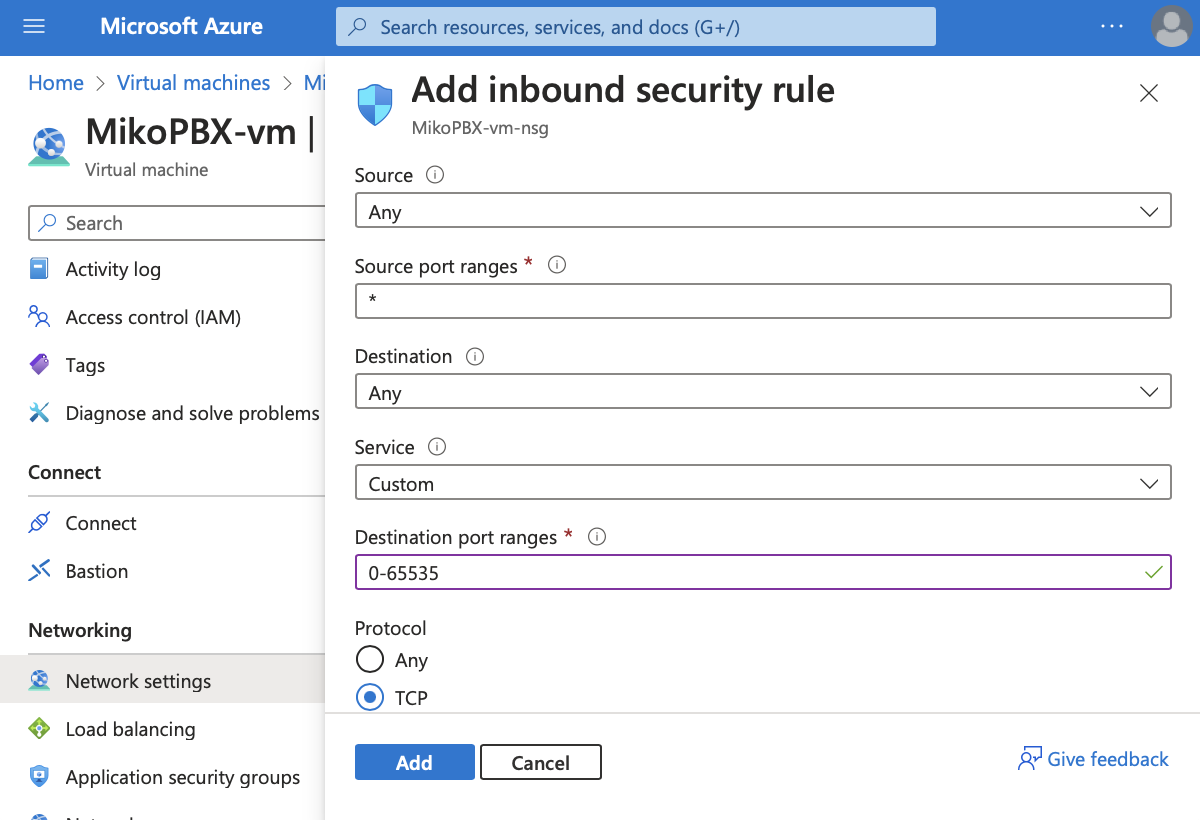 Microsoft Azure
Search resources, services, and docs (G+/)
Home > Virtual machines > Mi
MikoPBX-vm |
Virtual machine
Search
Activity log
Access control (IAM)
Tags
Diagnose and solve problems
Connect
Connect
Bastion
Networking
Network settings
Load balancing
Application security groups
Add inbound security rule
MikoPBX-vm-nsg
Source
Any
Source port ranges *
*
Destination
Any
Service
Custom
Destination port ranges *
0-65535
Protocol
Any
TCP
Add
Cancel
Give feedback